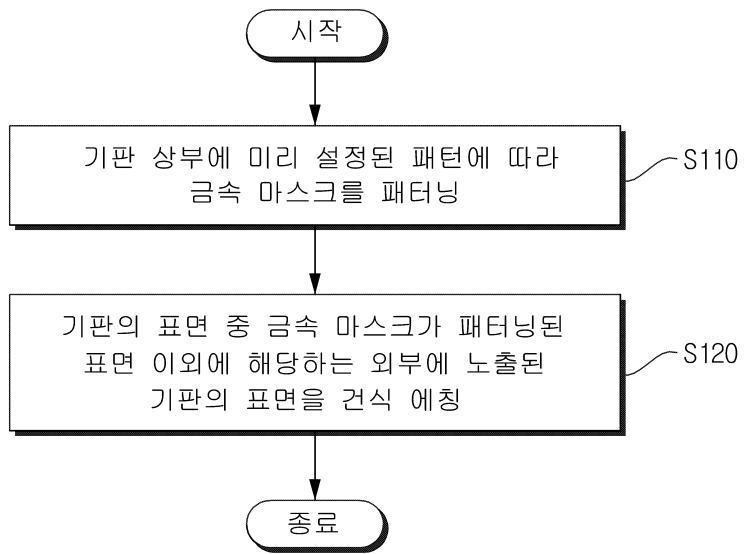 시작
기판 상부에 미리 설정된 패턴에 따라
금속 마스크를 패터닝
S110
기판의 표면 중 금속 마스크가 패터닝된
표면 이외에 해당하는 외부에 노출된
기판의 표면을 건식 에칭
S120
종료